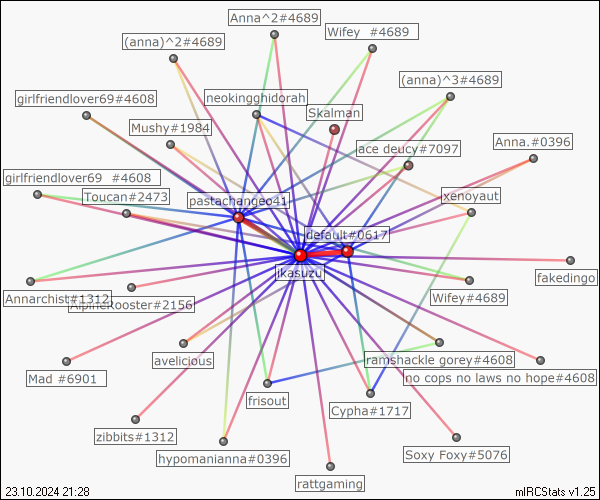 Anna^2#4689
Wifey  #4689
(anna)^2#4689
(anna)^3#4689
girlfriendlover69#4608
neokingghidorah
Skalman
Mushy#1984
ace deucy#7097
Anna.#0396
girlfriendlover69  #4608
Toucan#2473
pastachangeo41
xenoyaut
default#0617
ikasuzu
fakedingo
Annarchist#1312
AlpineRooster#2156
Wifey#4689
avelicious
ramshackle gorey#4608
Mad #6901
no cops no laws no hope#4608
frisout
Cypha#1717
zibbits#1312
hypomanianna#0396
Soxy Foxy#5076
rattgaming
23.10.2024 21:28
mIRCStats v1.25